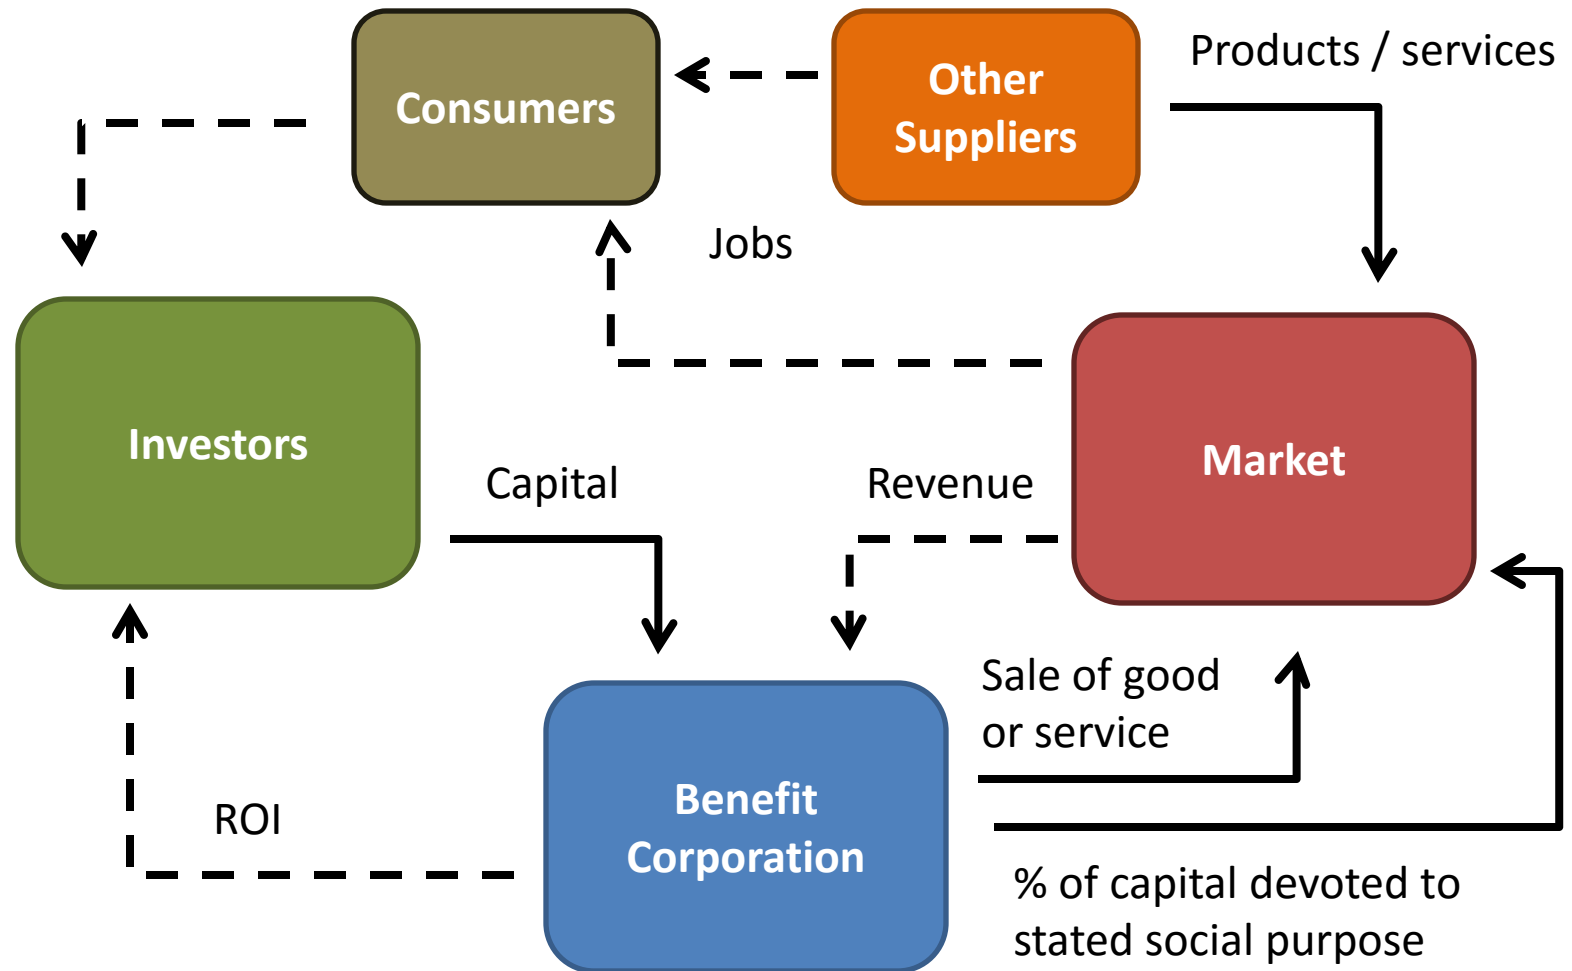 Consumers
Other
Suppliers
Products / services
Jobs
Investors
Market
Capital
Revenue
Sale of good
or service
Benefit
Corporation
ROI
% of capital devoted to
stated social purpose